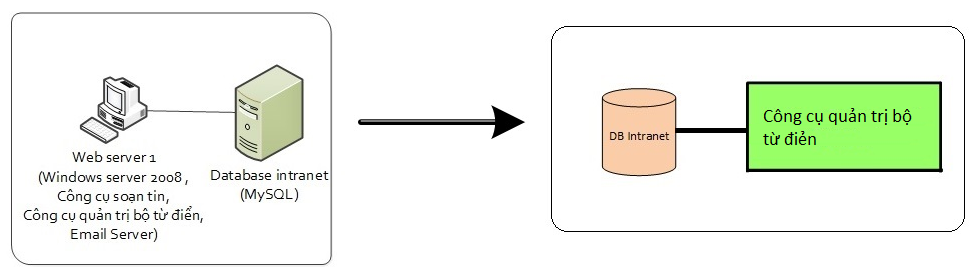 Web server 1
(Windows server 2008 ,
Công cụ soạn tin,
Công cụ quản trị bộ từ điển,
Email Server)
Database intranet
(MySQL)
DB Intranet
Công cụ quản trị bộ
từ điển